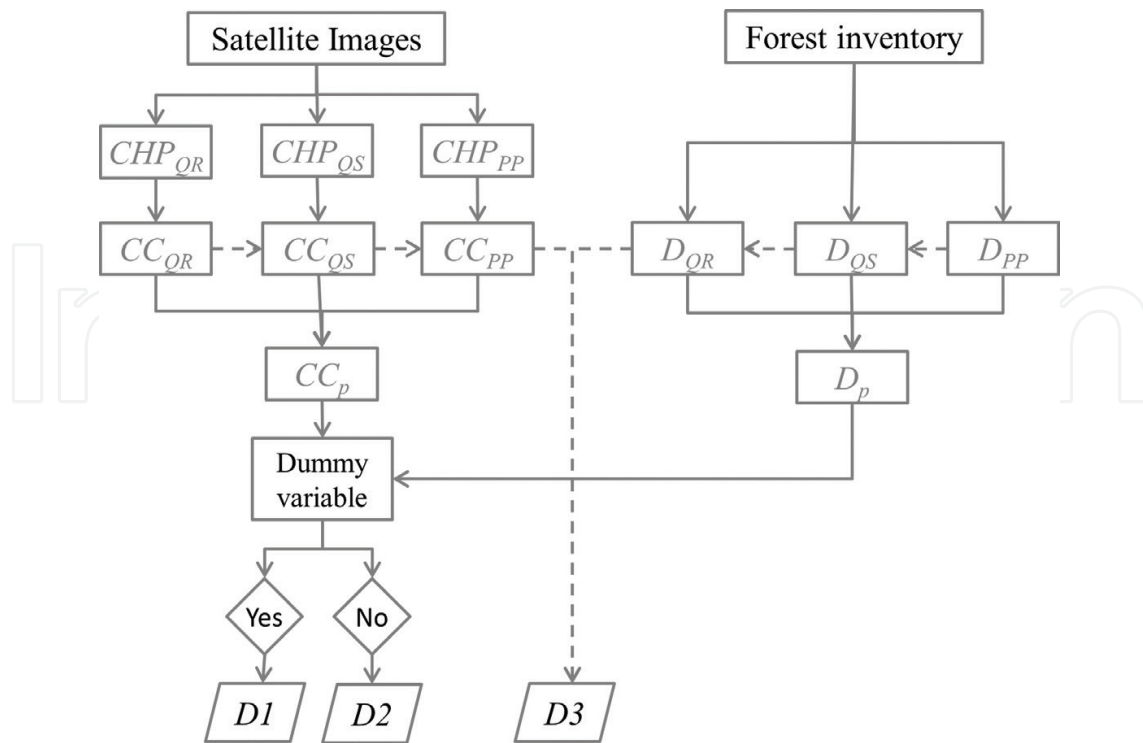 Satellite Images
Forest inventory
CHP_QR
CHP_QS
CHP_PP
CC_QR
CC_QS
CC_PP
D_QR
D_QS
D_PP
CC_p
D_p
Dummy
variable
Yes
No
D1
D2
D3